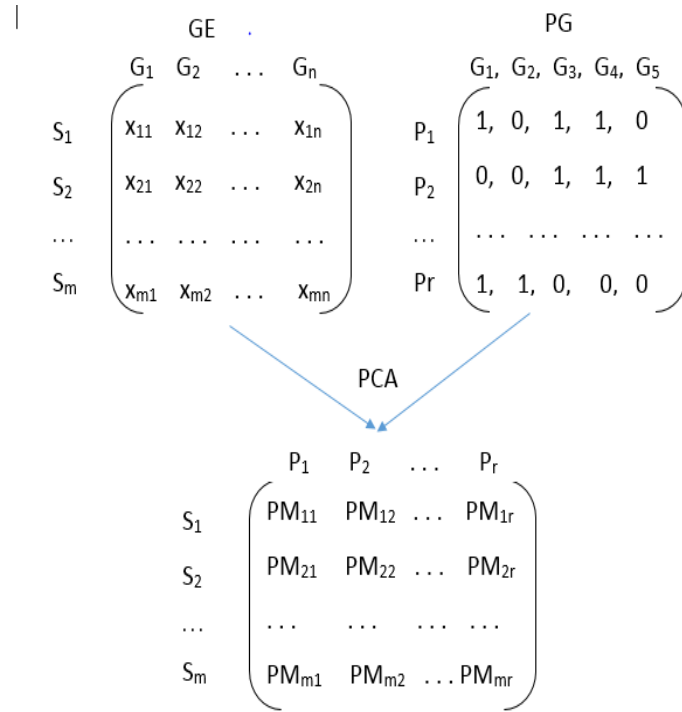 GE . PG
G₁ G₂ ... Gₙ G₁, G₂, G₃, G₄, G₅
S₁ x₁₁ x₁₂ ... x₁ₙ P₁ 1, 0, 1, 1, 0
S₂ x₂₁ x₂₂ ... x₂ₙ P₂ 0, 0, 1, 1, 1
... ... ... ... ... ... ... ... ... ...
Sₘ xₘ₁ xₘ₂ ... xₘₙ Pr 1, 1, 0, 0, 0
PCA
P₁ P₂ ... Pᵣ
S₁ PM₁₁ PM₁₂ ... PM₁ᵣ
S₂ PM₂₁ PM₂₂ ... PM₂ᵣ
... ... ... ... ...
Sₘ PMₘ₁ PMₘ₂ ... PMₘᵣ